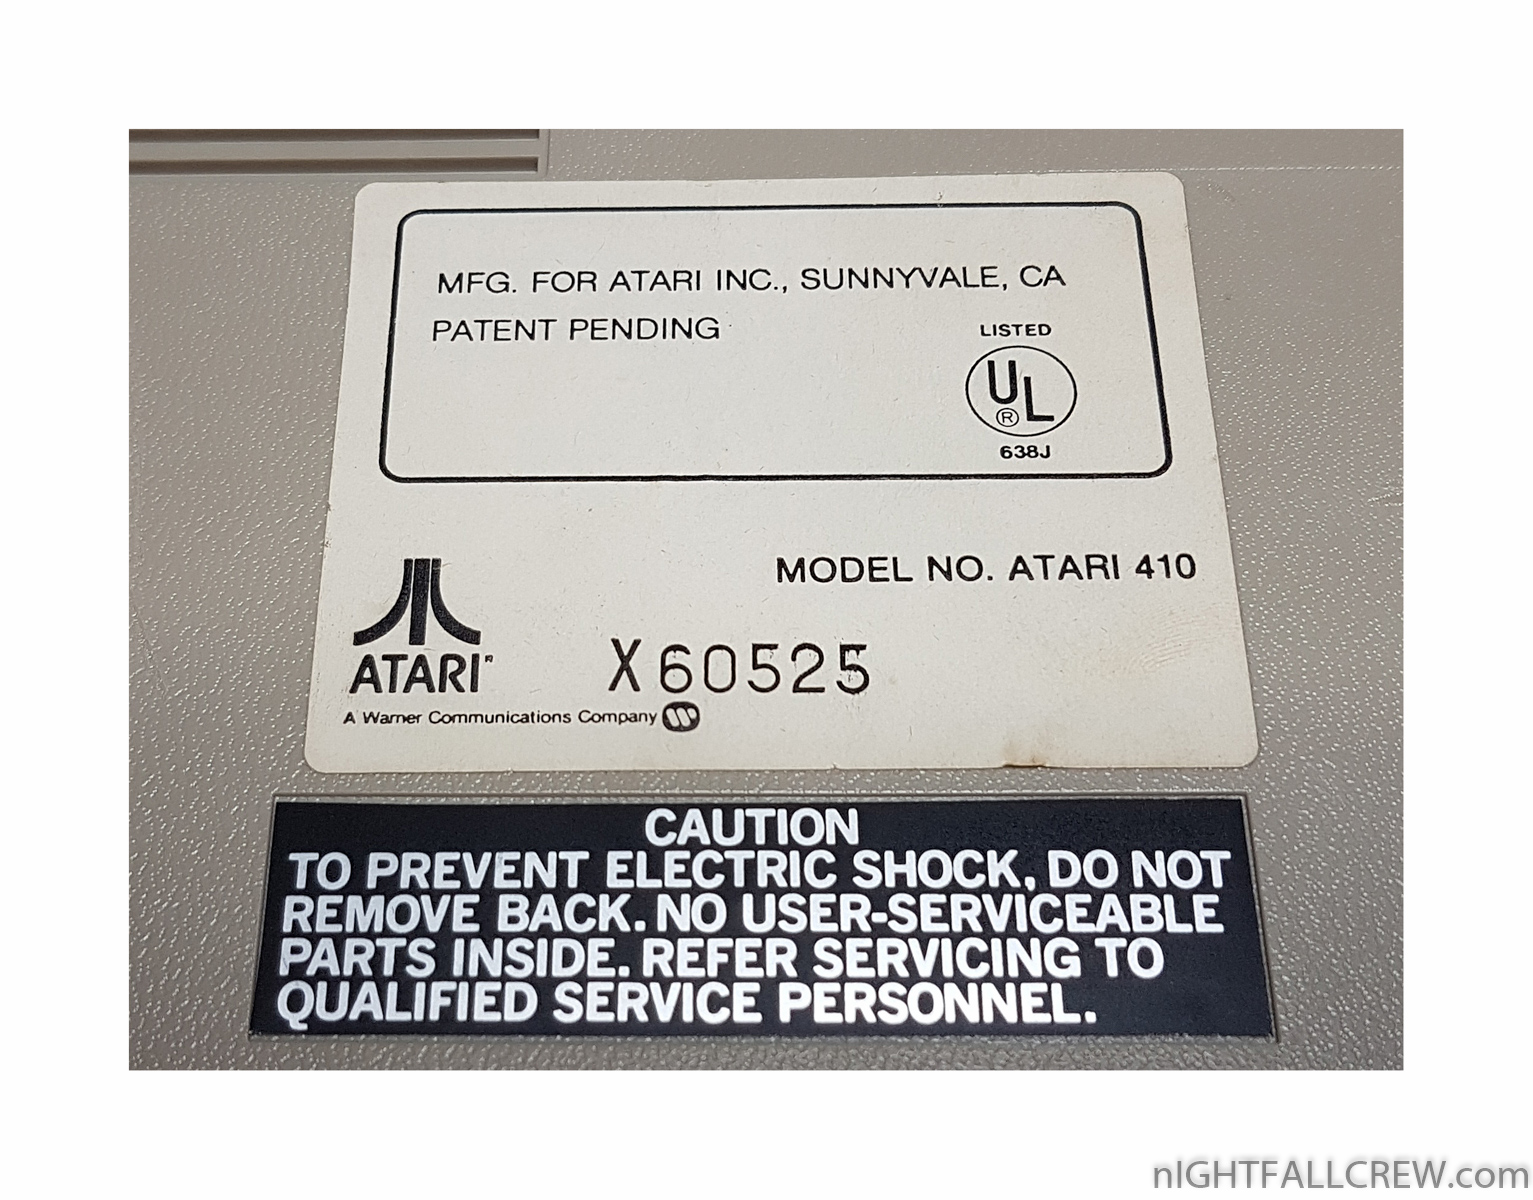 MFG. FOR ATARI INC., SUNNYVALE, CA
PATENT PENDING
LISTED
UL
®
638J
MODEL NO. ATARI 410
ATARI
X60525
A Warner Communications Company
CAUTION
TO PREVENT ELECTRIC SHOCK, DO NOT
REMOVE BACK. NO USER-SERVICEABLE
PARTS INSIDE. REFER SERVICING TO
QUALIFIED SERVICE PERSONNEL.
nIGHTFALLCREW.com